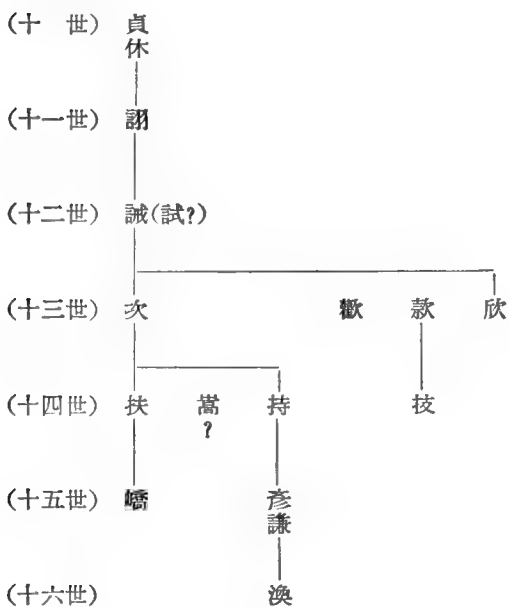 (十　世) 貞休
(十一世) 詡
(十二世) 誡(試?)
(十三世) 次 歡 款 欣
(十四世) 扶 嵩? 持 技
(十五世) 嶠 彥謙
(十六世) 渙